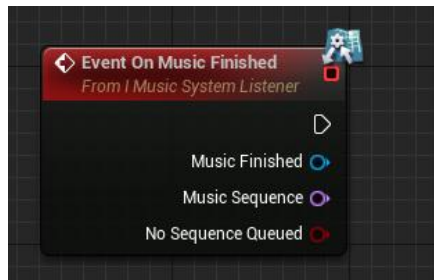 Event On Music Finished
From I Music System Listener
Music Finished
Music Sequence
No Sequence Queued